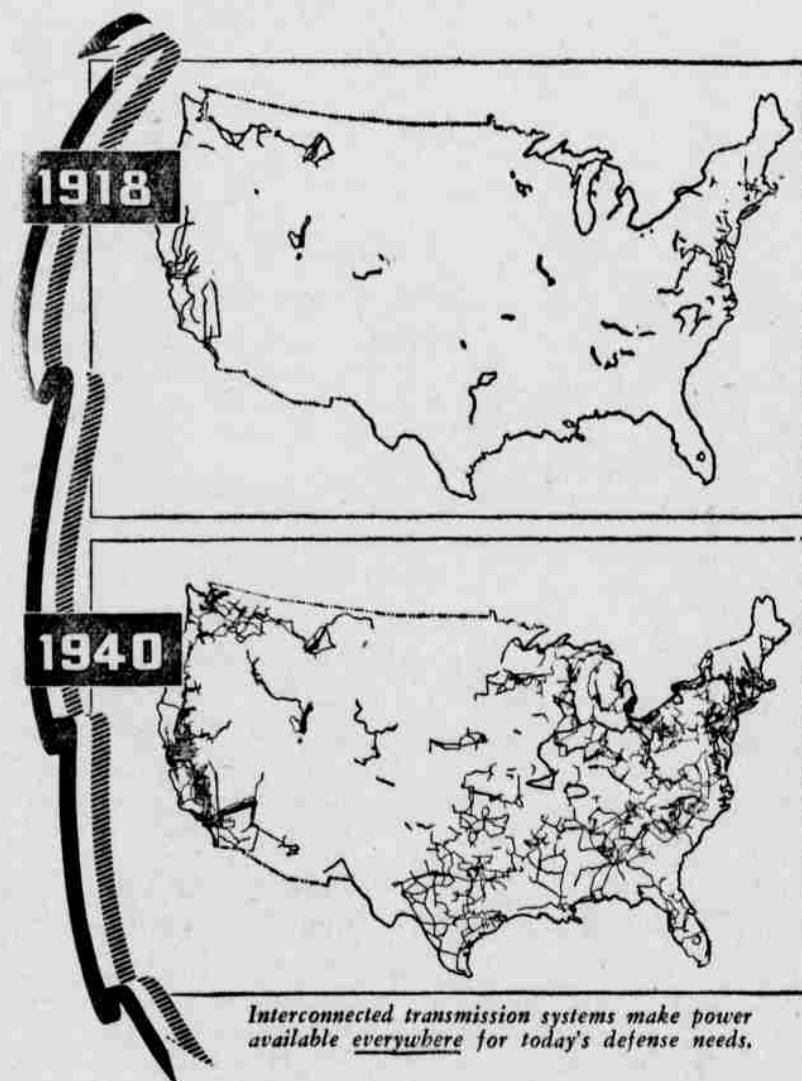 1918
1940
Interconnected transmission systems make power
available everywhere for today's defense needs.